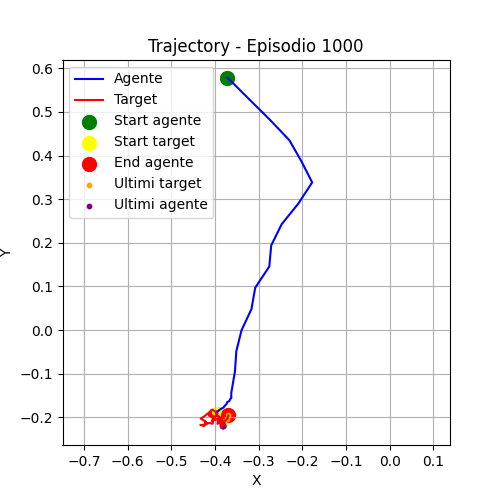 Trajectory - Episodio 1000
Agente
Target
Start agente
Start target
End agente
Ultimi target
Ultimi agente
Y
0.6
0.5
0.4
0.3
0.2
0.1
0.0
−0.1
−0.2
−0.7 −0.6 −0.5 −0.4 −0.3 −0.2 −0.1 0.0 0.1
X